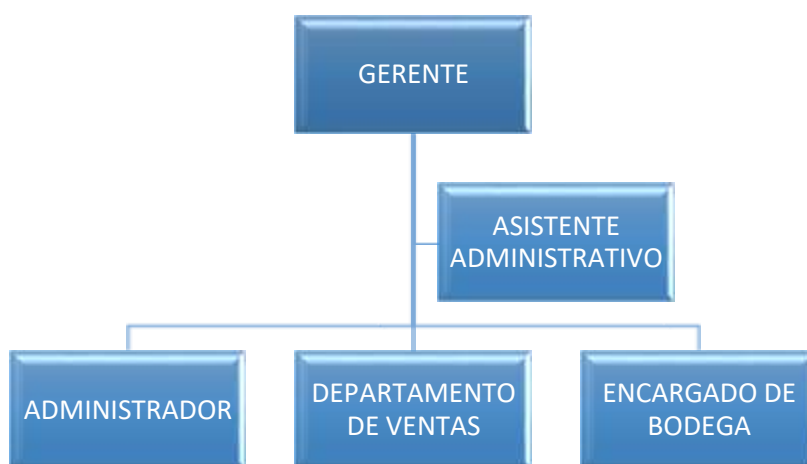 GERENTE
ASISTENTE
ADMINISTRATIVO
ADMINISTRADOR
DEPARTAMENTO
DE VENTAS
ENCARGADO DE
BODEGA